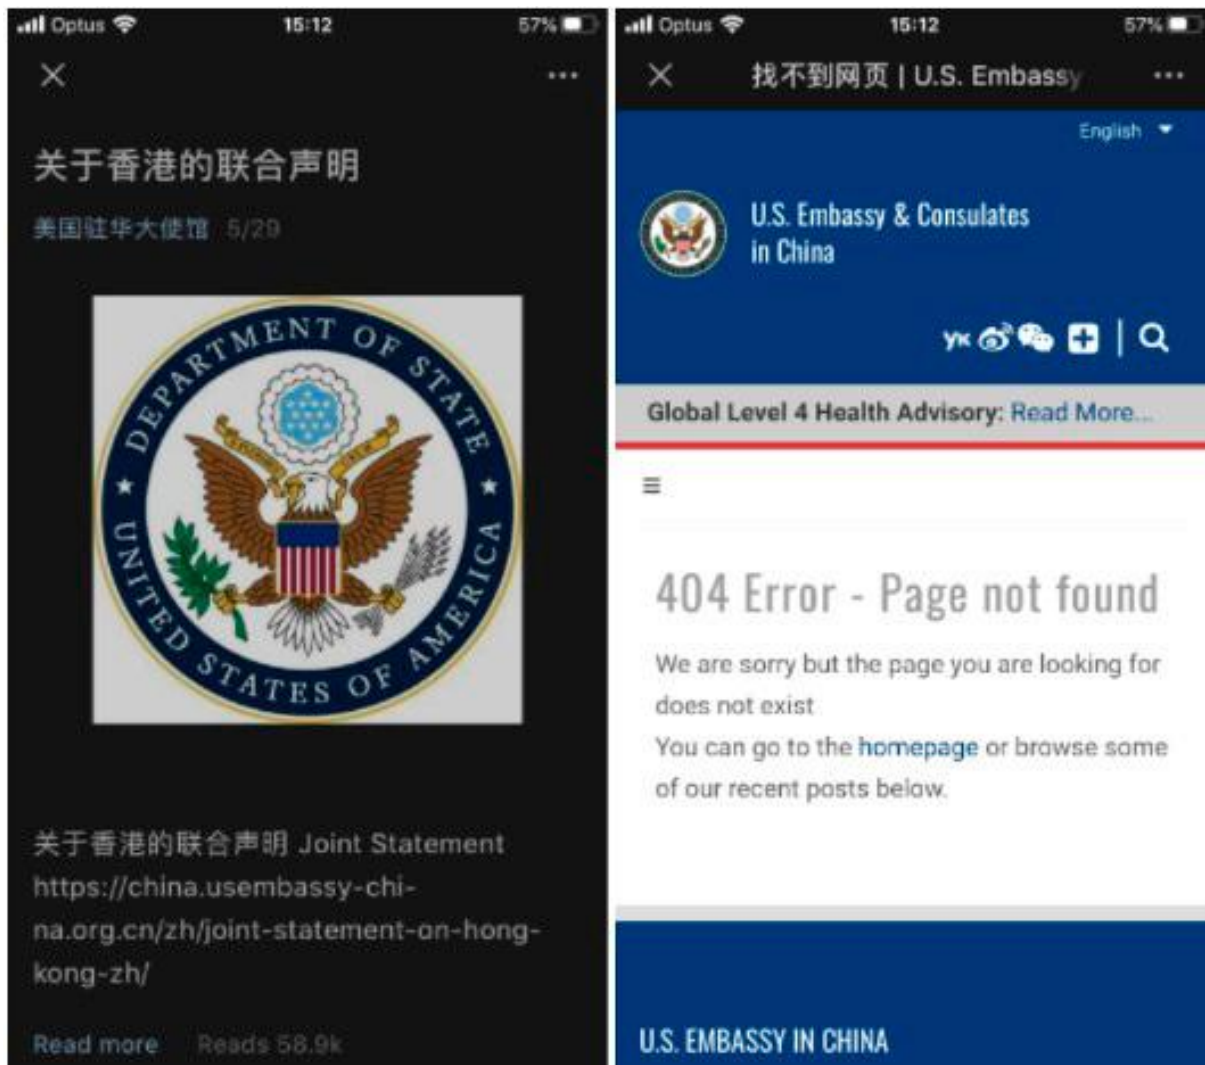 Optus 15:12 57%
关于香港的联合声明
美国驻华大使馆 5/29
DEPARTMENT OF STATE
UNITED STATES OF AMERICA
关于香港的联合声明 Joint Statement
https://china.usembassy-chi-
na.org.cn/zh/joint-statement-on-hong-
kong-zh/
Read more Reads 58.9k
Optus 15:12 57%
找不到网页 | U.S. Embassy
English
U.S. Embassy & Consulates
in China
Global Level 4 Health Advisory: Read More...
404 Error - Page not found
We are sorry but the page you are looking for
does not exist
You can go to the homepage or browse some
of our recent posts below.
U.S. EMBASSY IN CHINA